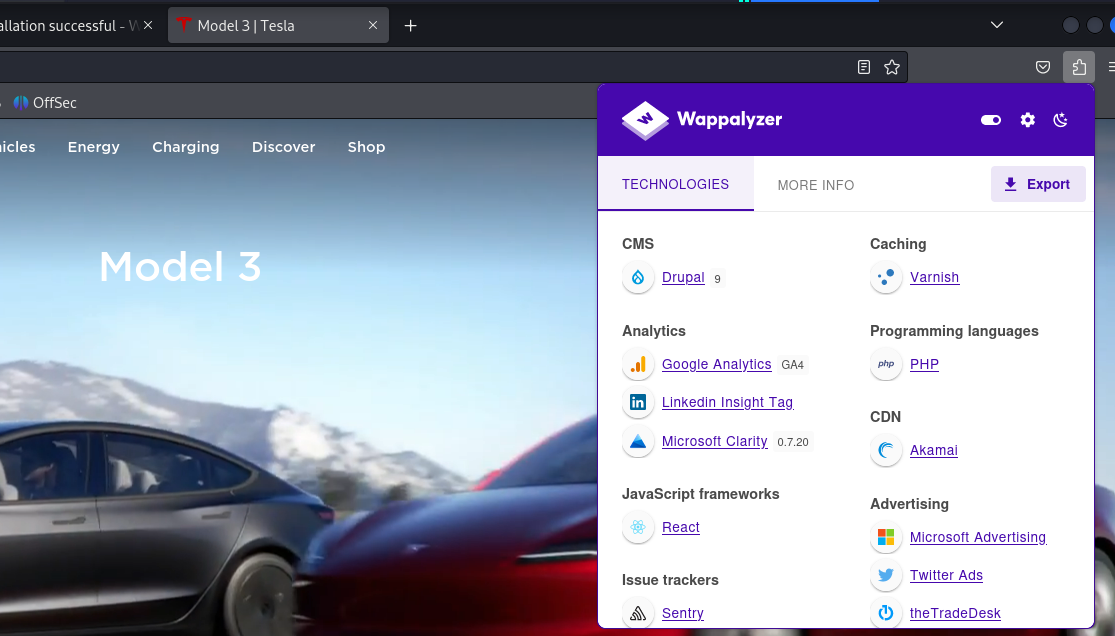 allation successful - W
Model 3 | Tesla
OffSec
icles Energy Charging Discover Shop
Model 3
Wappalyzer
TECHNOLOGIES MORE INFO Export
CMS
Drupal 9
Analytics
Google Analytics GA4
Linkedin Insight Tag
Microsoft Clarity 0.7.20
JavaScript frameworks
React
Issue trackers
Sentry
Caching
Varnish
Programming languages
php PHP
CDN
Akamai
Advertising
Microsoft Advertising
Twitter Ads
theTradeDesk